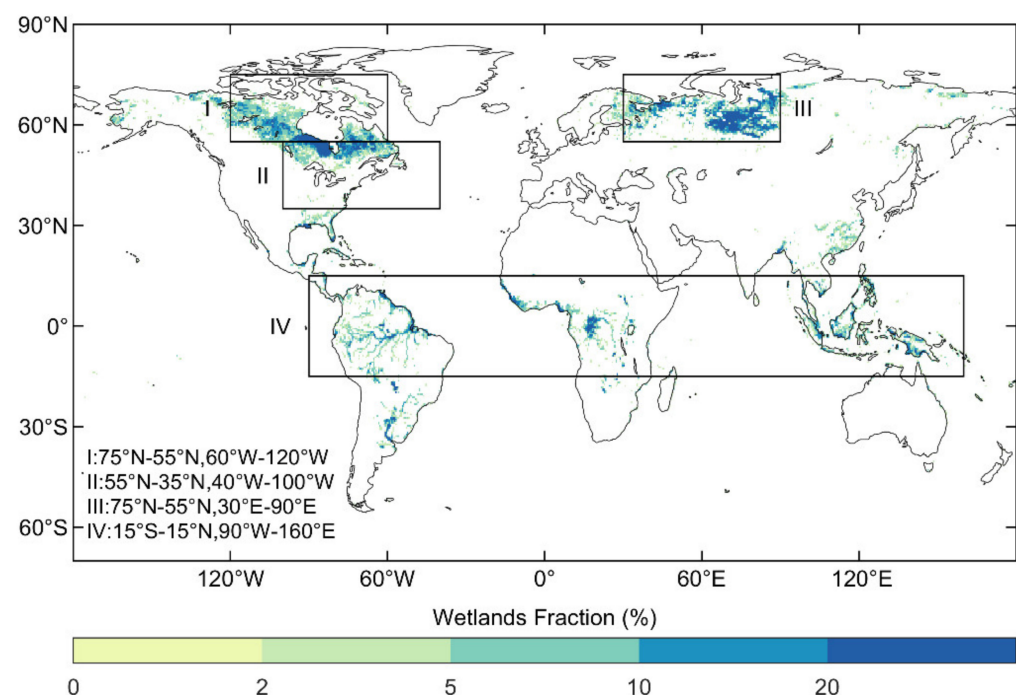 90°N
60°N
30°N
0°
30°S
60°S
I
II
III
IV
I:75°N-55°N,60°W-120°W
II:55°N-35°N,40°W-100°W
III:75°N-55°N,30°E-90°E
IV:15°S-15°N,90°W-160°E
120°W 60°W 0° 60°E 120°E
Wetlands Fraction (%)
0 2 5 10 20